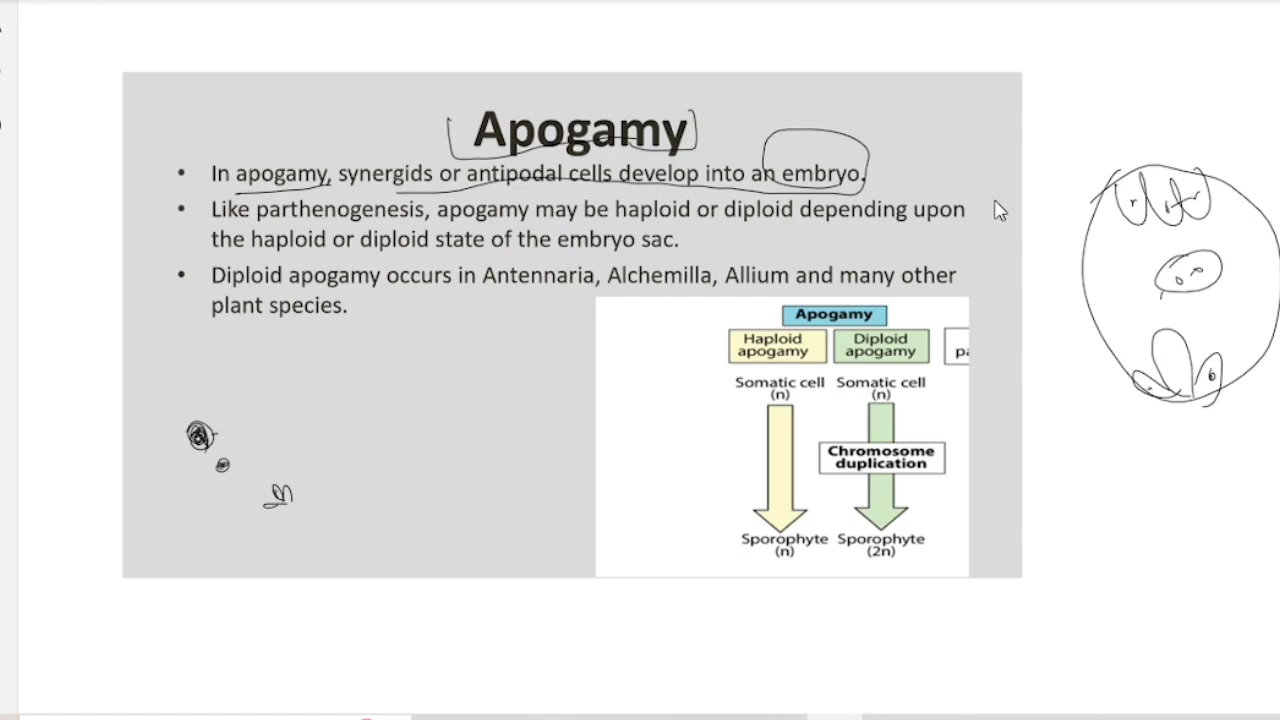 Apogamy
• In apogamy, synergids or antipodal cells develop into an embryo.
• Like parthenogenesis, apogamy may be haploid or diploid depending upon
the haploid or diploid state of the embryo sac.
• Diploid apogamy occurs in Antennaria, Alchemilla, Allium and many other
plant species.
Apogamy
Haploid
apogamy
Diploid
apogamy
pa
Somatic cell
(n)
Somatic cell
(n)
Chromosome
duplication
Sporophyte
(n)
Sporophyte
(2n)